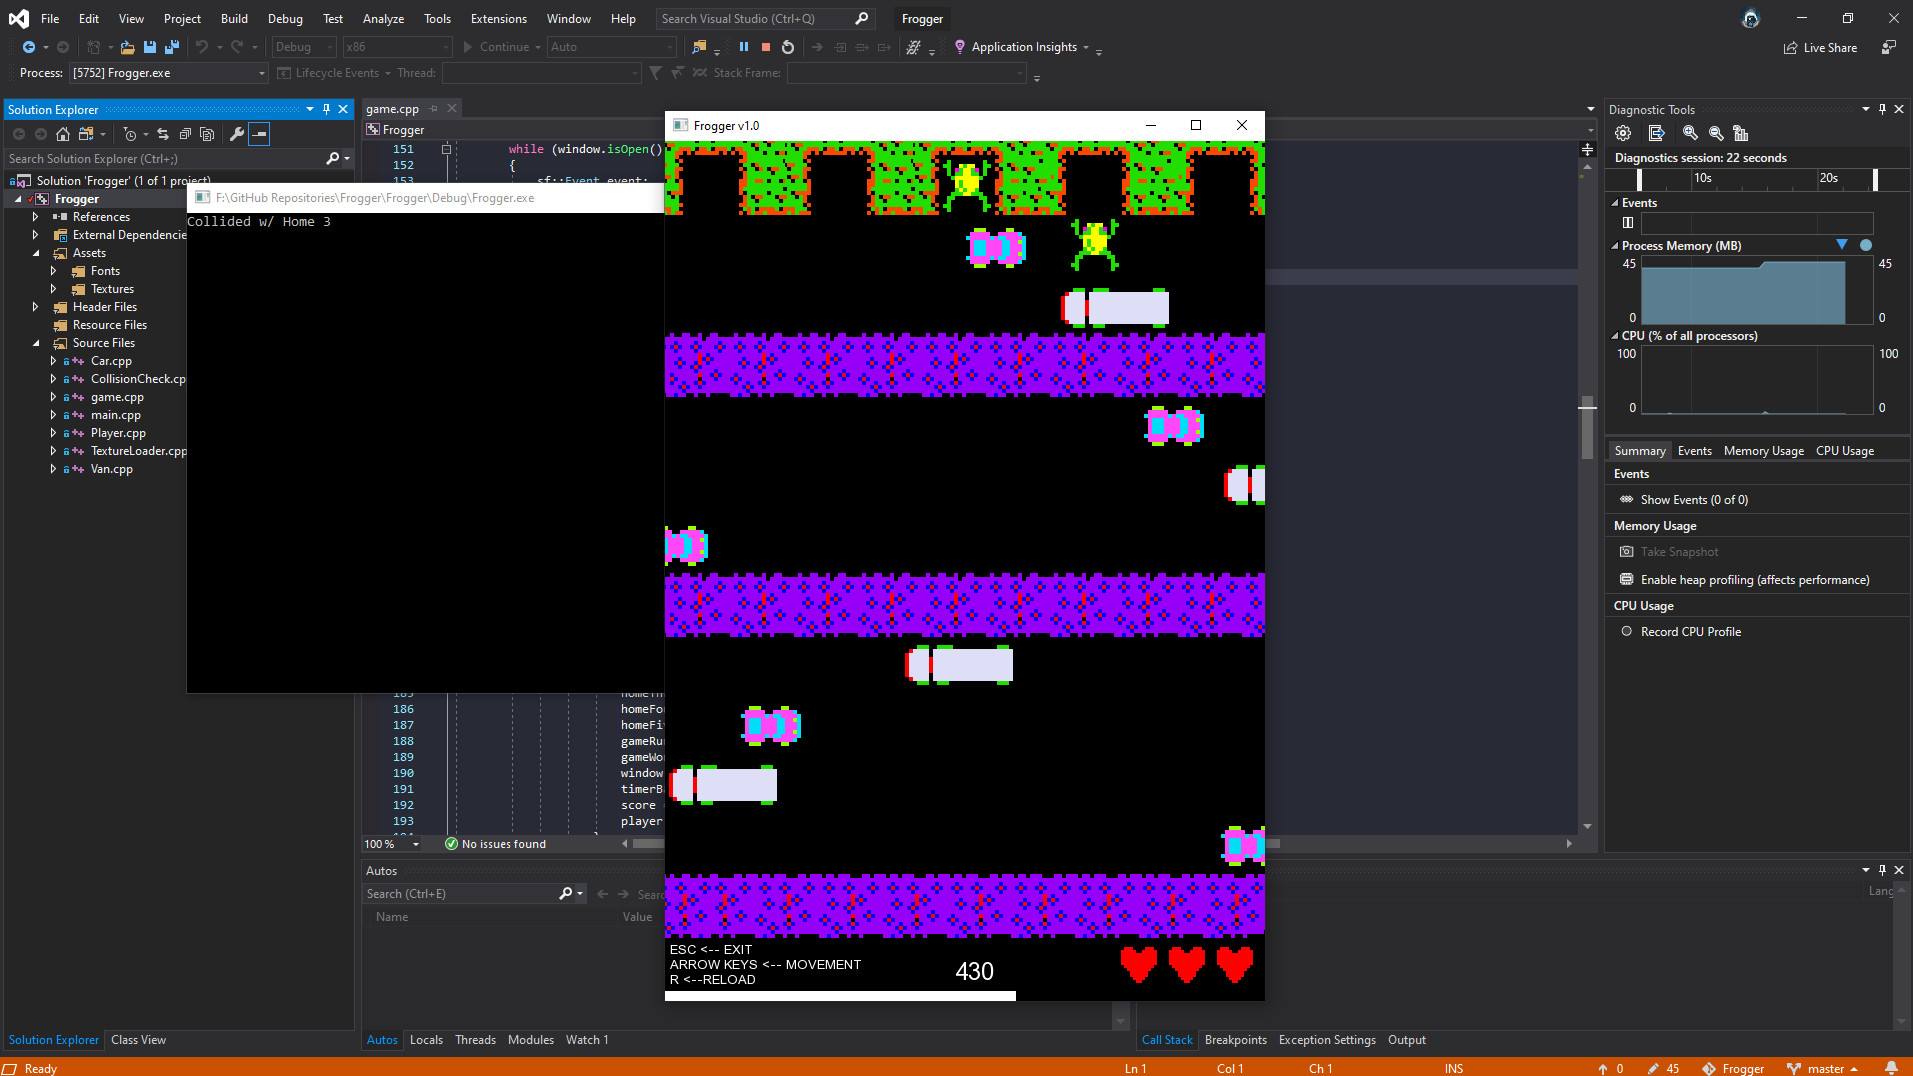 File Edit View Project Build Debug Test Analyze Tools Extensions Window Help Search Visual Studio (Ctrl+Q) Frogger
Debug x86 Continue Auto Application Insights Live Share
Process: [5752] Frogger.exe Lifecycle Events Thread: Stack Frame:
Solution Explorer
Search Solution Explorer (Ctrl+;)
Solution 'Frogger' (1 of 1 project)
Frogger
References
External Dependencie
Assets
Fonts
Textures
Header Files
Resource Files
Source Files
Car.cpp
CollisionCheck.cp
game.cpp
main.cpp
Player.cpp
TextureLoader.cpp
Van.cpp
Solution Explorer Class View
F:\GitHub Repositories\Frogger\Frogger\Debug\Frogger.exe
Collided w/ Home 3
game.cpp
Frogger
151 while (window.isOpen()
152 {
153 sf::Event event;
186 homeFo
187 homeFi
188 gameRu
189 gameWo
190 window
191 timerB
192 score
193 player
100 % No issues found
Frogger v1.0
ESC <-- EXIT
ARROW KEYS <-- MOVEMENT
R <--RELOAD
430
Autos
Search (Ctrl+E) Searc
Name Value
Lang
Autos Locals Threads Modules Watch 1
Call Stack Breakpoints Exception Settings Output
Diagnostic Tools
Diagnostics session: 22 seconds
10s 20s
Events
Process Memory (MB)
45 45
0 0
CPU (% of all processors)
100 100
0 0
Summary Events Memory Usage CPU Usage
Events
Show Events (0 of 0)
Memory Usage
Take Snapshot
Enable heap profiling (affects performance)
CPU Usage
Record CPU Profile
Ready Ln 1 Col 1 Ch 1 INS 0 45 Frogger master